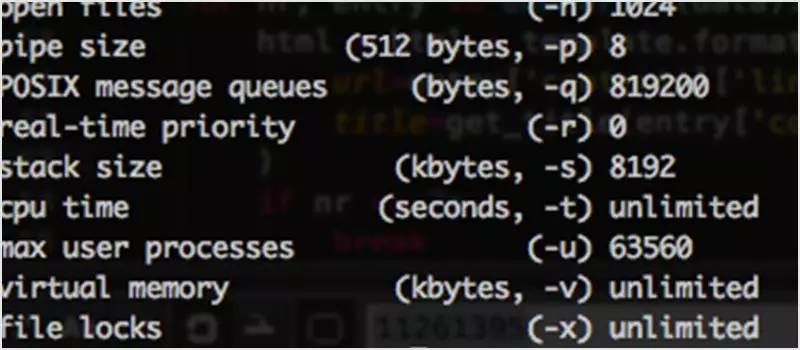 open files (-n) 1024
pipe size (512 bytes, -p) 8
POSIX message queues (bytes, -q) 819200
real-time priority (-r) 0
stack size (kbytes, -s) 8192
cpu time (seconds, -t) unlimited
max user processes (-u) 63560
virtual memory (kbytes, -v) unlimited
file locks (-x) unlimited